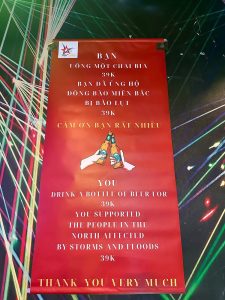 BẠN
UỐNG MỘT CHAI BIA
39K
BẠN ĐÃ ỦNG HỘ
ĐỒNG BÀO MIỀN BẮC
BỊ BÃO LỤT
39K
CẢM ƠN BẠN RẤT NHIỀU
YOU
DRINK A BOTTLE OF BEER FOR
39K
YOU SUPPORTED
THE PEOPLE IN THE
NORTH AFFECTED
BY STORMS AND FLOODS
39K
THANK YOU VERY MUCH